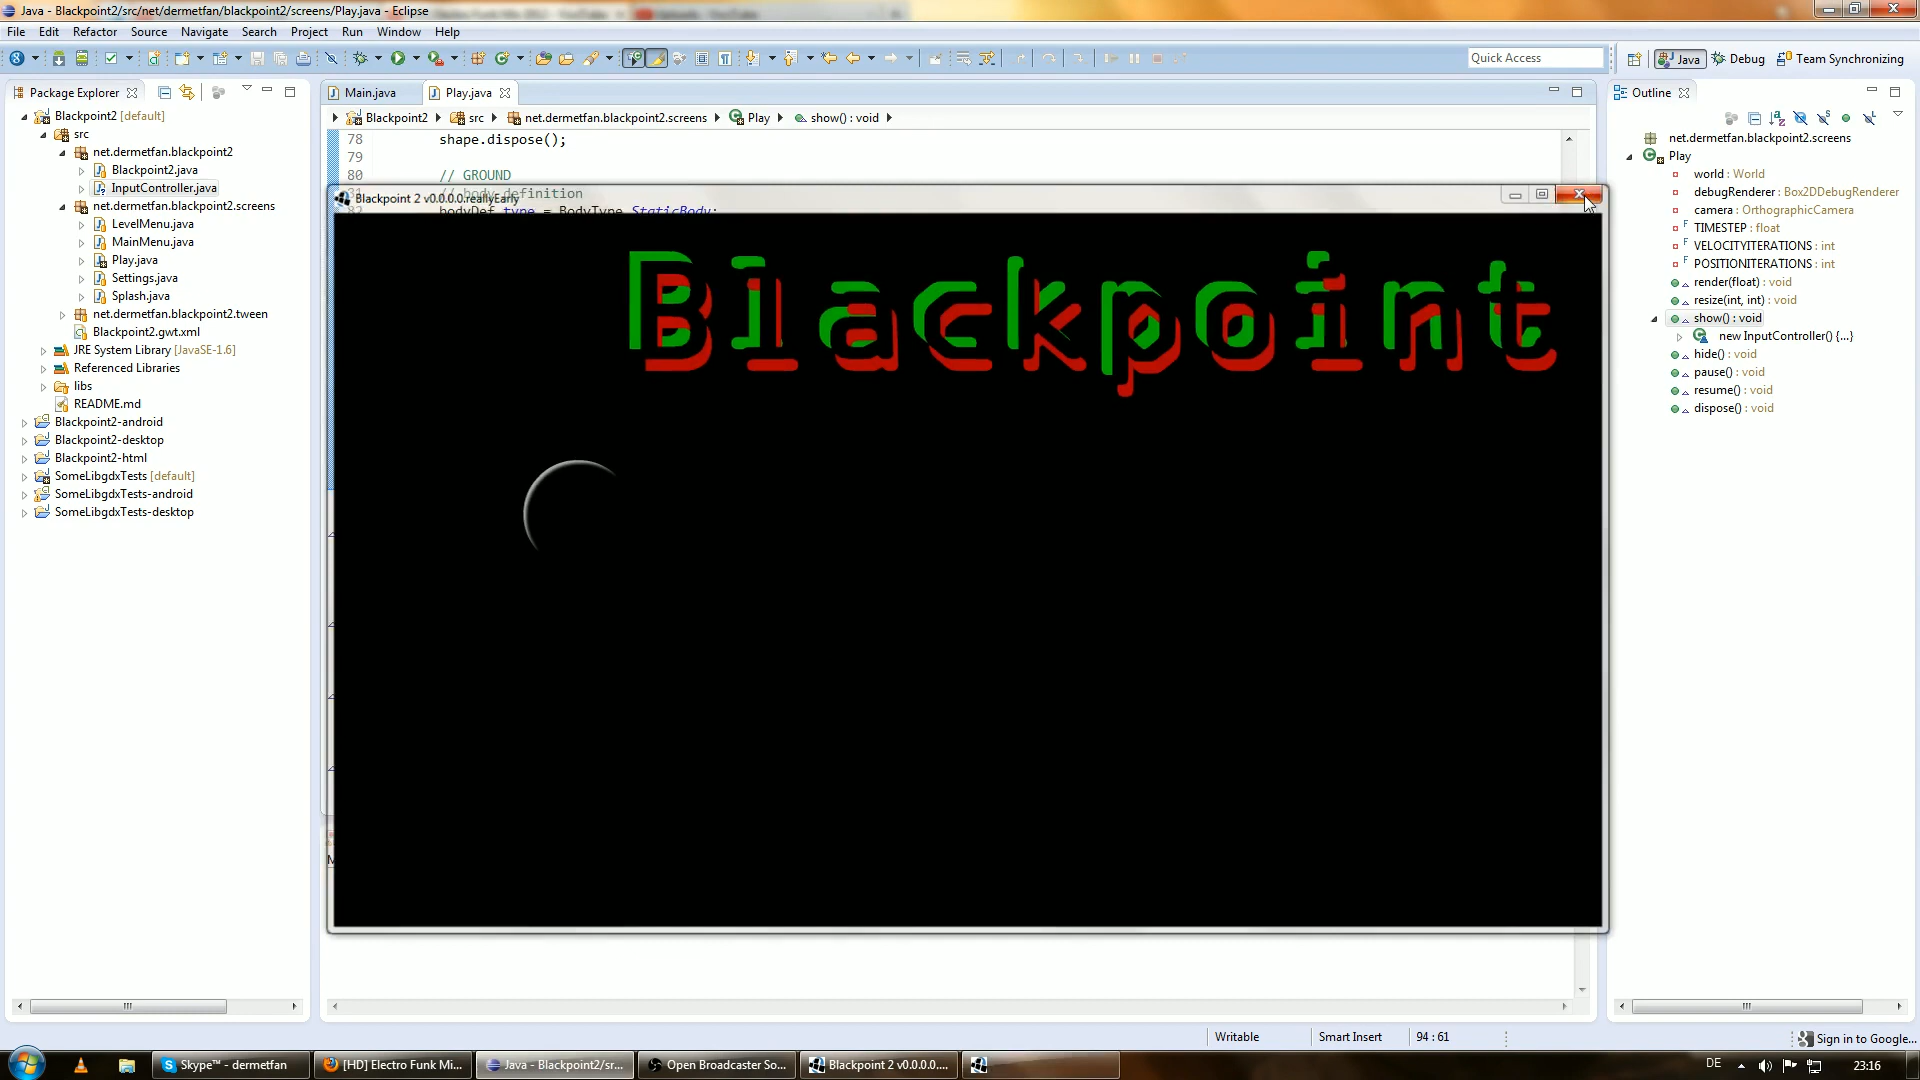 Java - Blackpoint2/src/net/dermetfan/blackpoint2/screens/Play.java - Eclipse
File Edit Refactor Source Navigate Search Project Run Window Help
Quick Access
Java Debug Team Synchronizing
Package Explorer
Main.java Play.java
Outline
Blackpoint2 src net.dermetfan.blackpoint2.screens Play show() : void
Blackpoint2 [default]
src
net.dermetfan.blackpoint2
Blackpoint2.java
InputController.java
net.dermetfan.blackpoint2.screens
LevelMenu.java
MainMenu.java
Play.java
Settings.java
Splash.java
net.dermetfan.blackpoint2.tween
Blackpoint2.gwt.xml
JRE System Library [JavaSE-1.6]
Referenced Libraries
libs
README.md
Blackpoint2-android
Blackpoint2-desktop
Blackpoint2-html
SomeLibgdxTests [default]
SomeLibgdxTests-android
SomeLibgdxTests-desktop
78 shape.dispose();
79
80 // GROUND
// body definition
82 bodyDef.type = BodyType.StaticBody;
Blackpoint 2 v0.0.0.0.reallyEarly
Blackpoint
net.dermetfan.blackpoint2.screens
Play
world : World
debugRenderer : Box2DDebugRenderer
camera : OrthographicCamera
TIMESTEP : float
VELOCITYITERATIONS : int
POSITIONITERATIONS : int
render(float) : void
resize(int, int) : void
show() : void
new InputController() {...}
hide() : void
pause() : void
resume() : void
dispose() : void
Writable Smart Insert 94 : 61
Sign in to Google...
Skype™ - dermetfan
[HD] Electro Funk Mi...
Java - Blackpoint2/sr...
Open Broadcaster So...
Blackpoint 2 v0.0.0....
DE
23:16